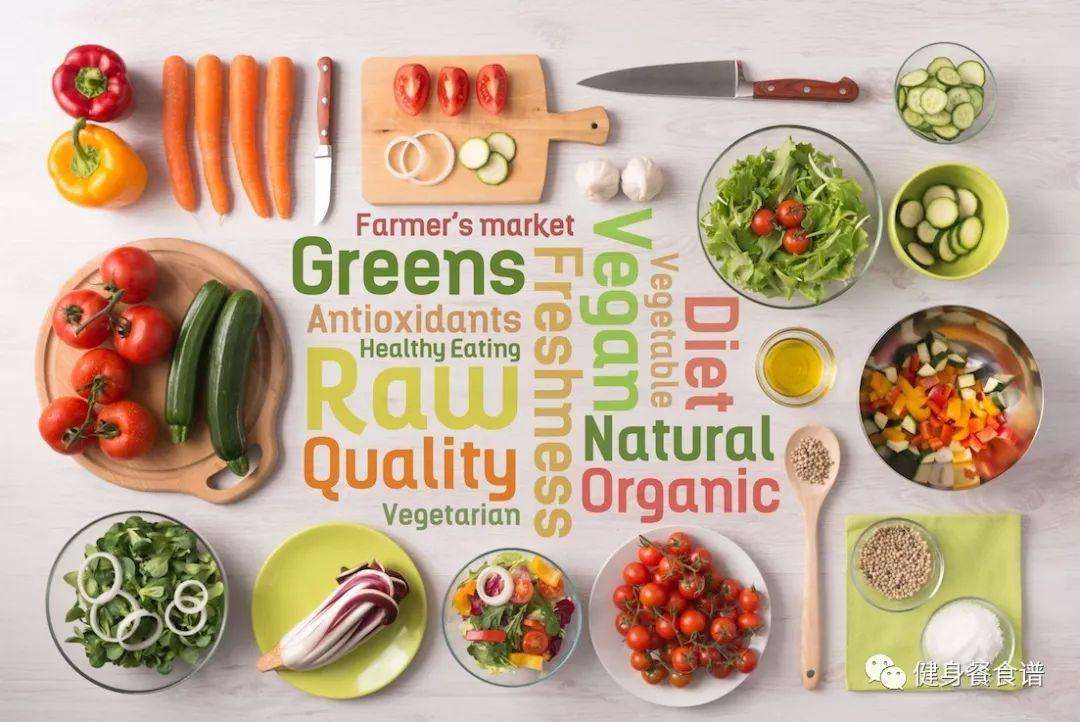 Farmer's market
Greens
Antioxidants
Healthy Eating
Raw
Quality
Vegetarian
Freshness
Vegan
Vegetable
Diet
Natural
Organic
健身餐食谱